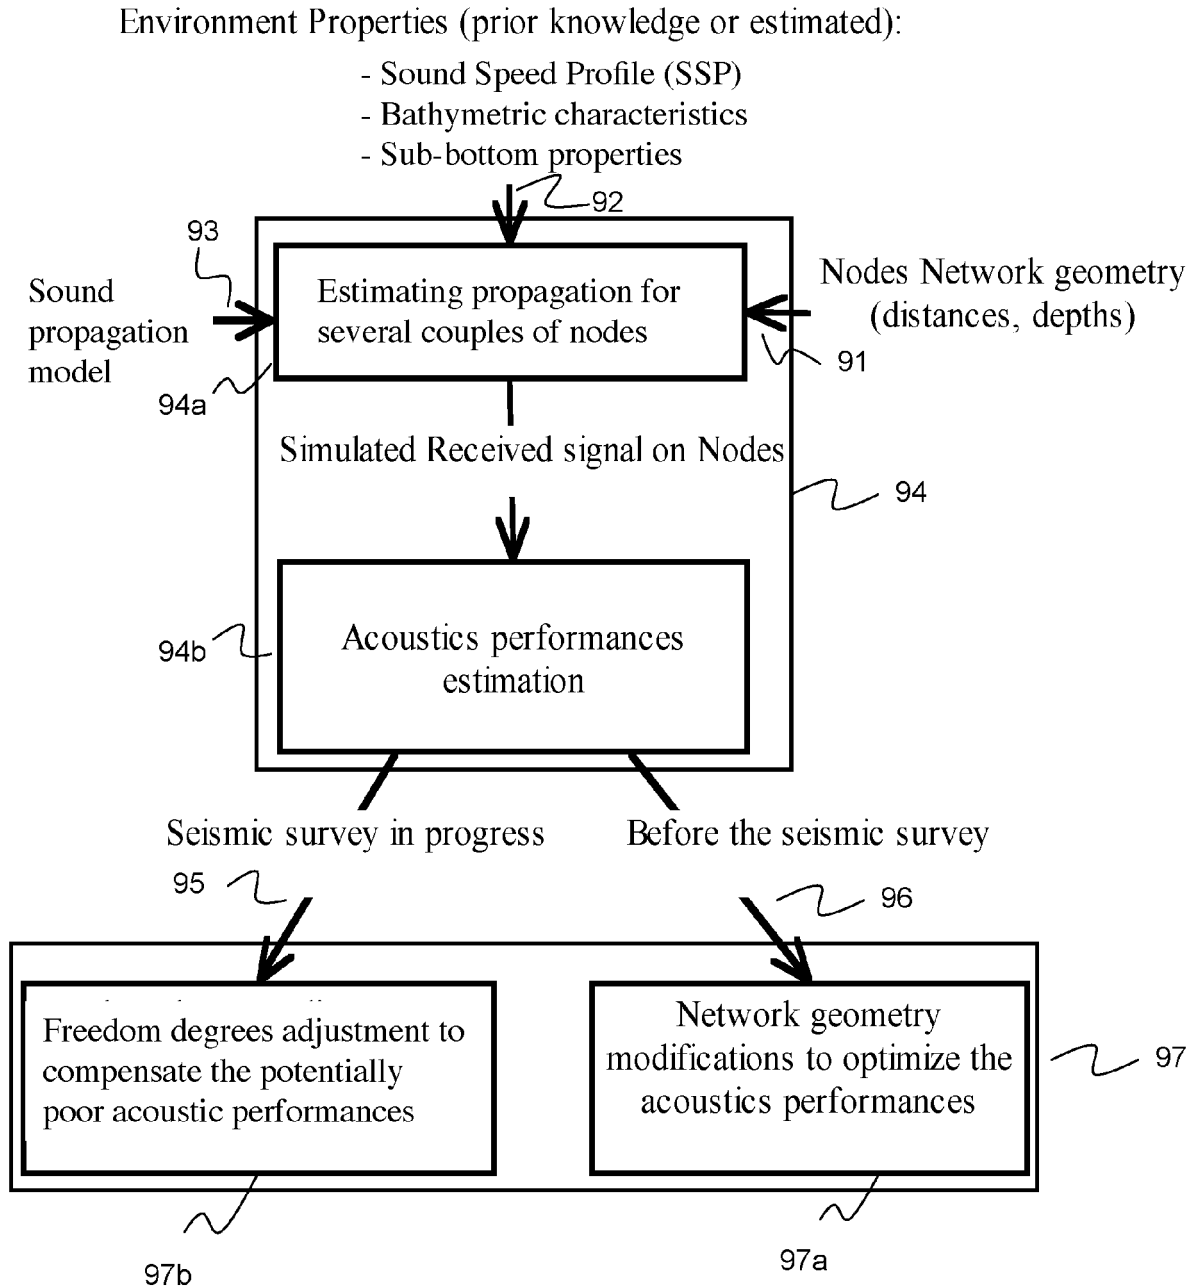 Environment Properties (prior knowledge or estimated):
- Sound Speed Profile (SSP)
- Bathymetric characteristics
- Sub-bottom properties
92
93
Sound
propagation
model
Estimating propagation for
several couples of nodes
Nodes Network geometry
(distances, depths)
91
94a
Simulated Received signal on Nodes
94
94b
Acoustics performances
estimation
Seismic survey in progress
Before the seismic survey
95
96
Freedom degrees adjustment to
compensate the potentially
poor acoustic performances
Network geometry
modifications to optimize the
acoustics performances
97
97b
97a